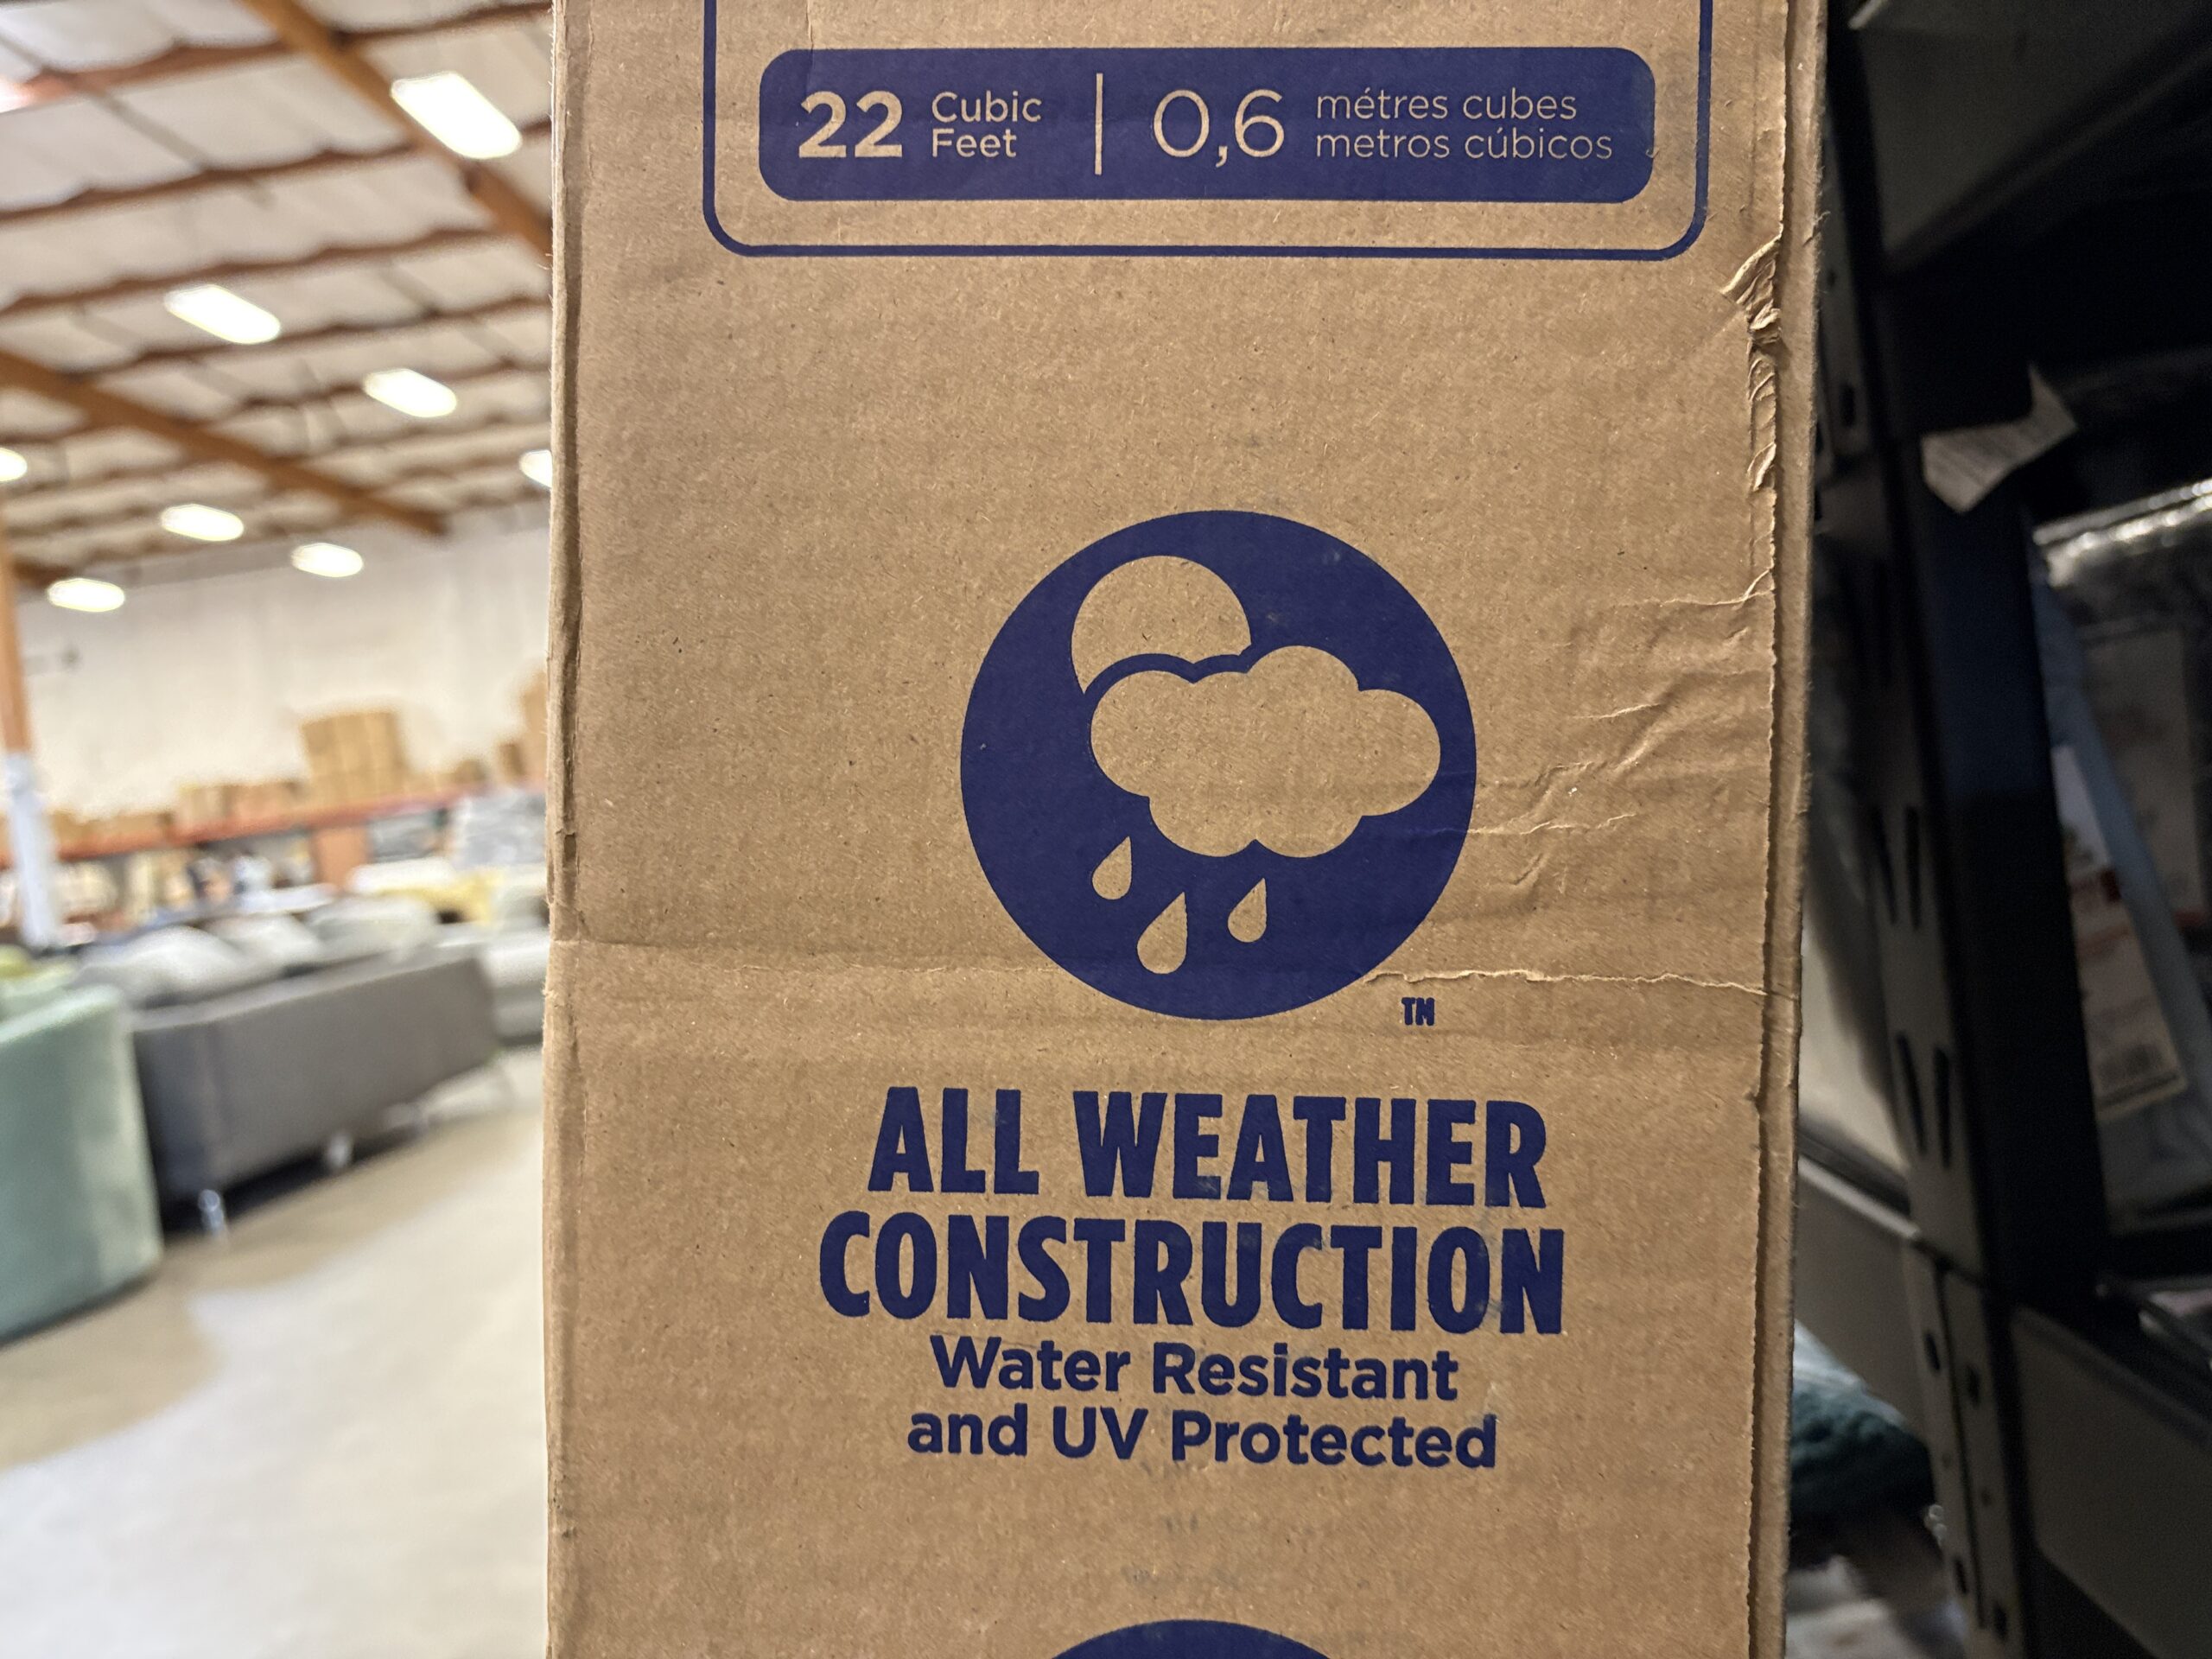 22 Cubic Feet | 0,6 métres cubes metros cúbicos
TM
ALL WEATHER
CONSTRUCTION
Water Resistant
and UV Protected